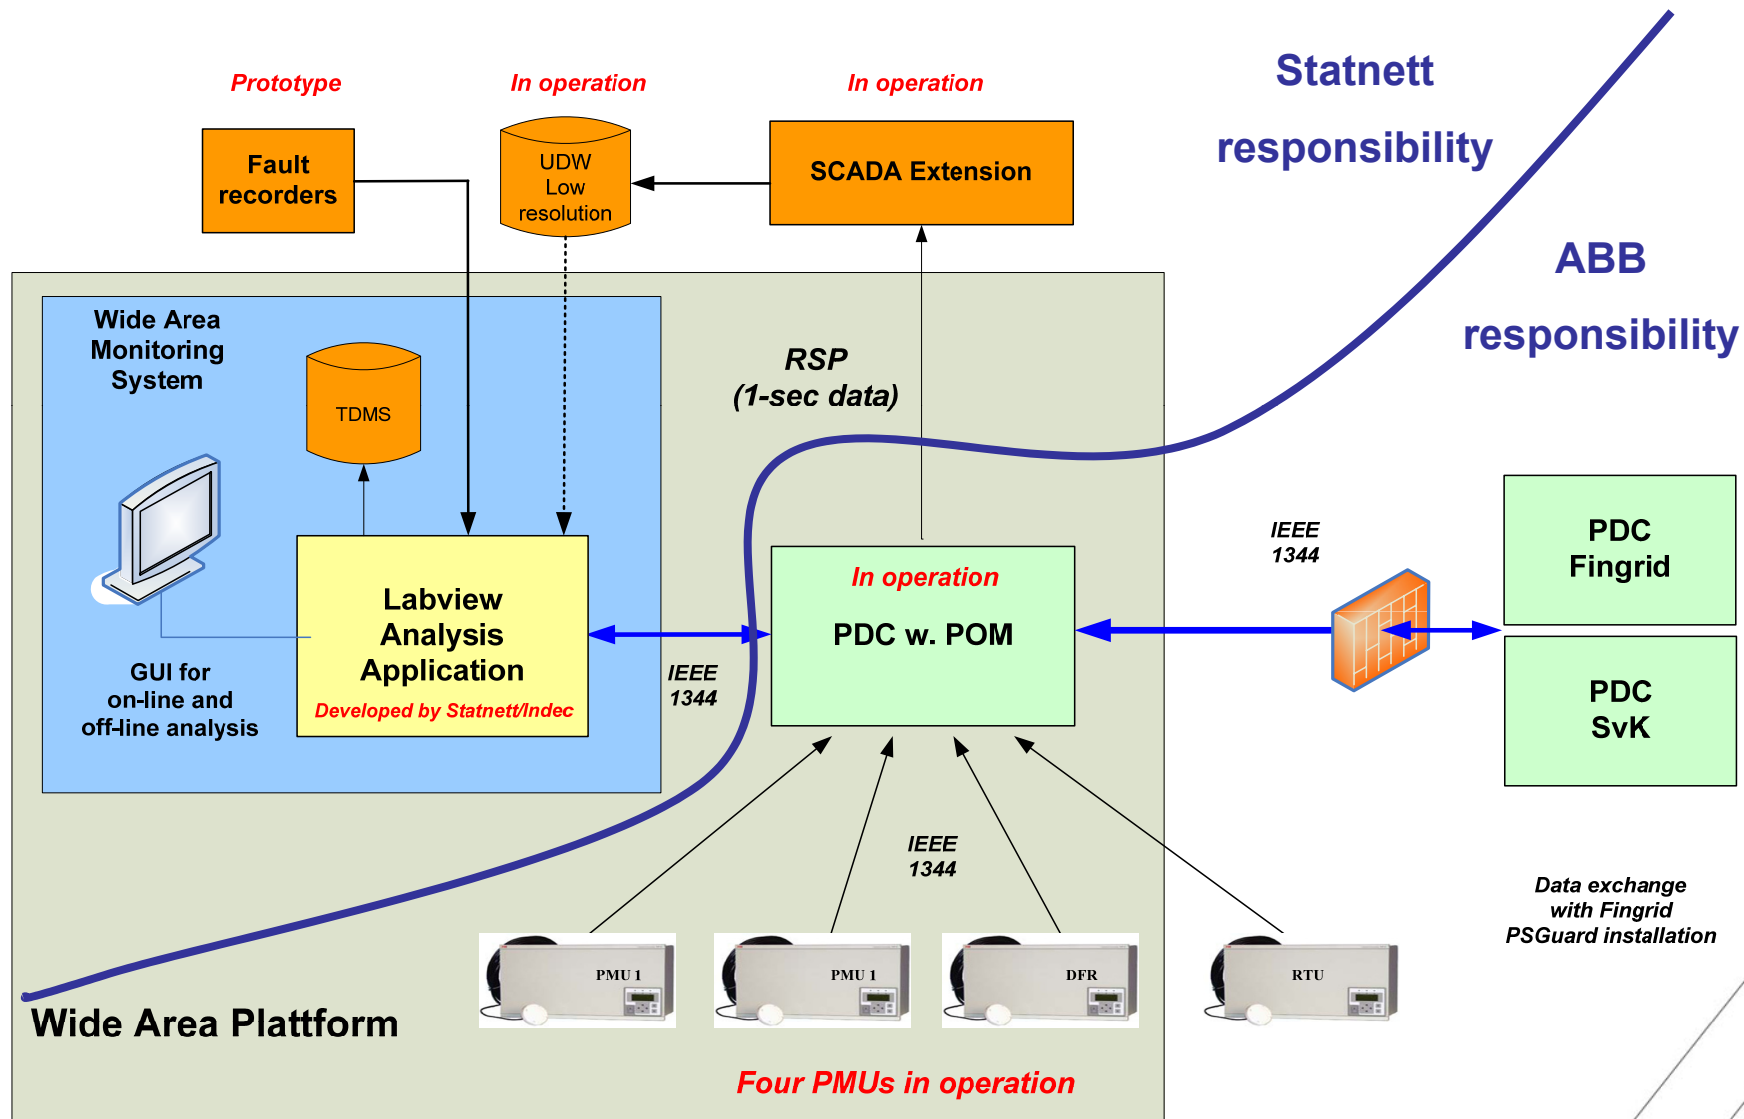 Prototype
In operation
In operation
Statnett
responsibility
Fault
recorders
UDW
Low
resolution
SCADA Extension
ABB
responsibility
Wide Area
Monitoring
System
TDMS
RSP
(1-sec data)
IEEE
1344
PDC
Fingrid
In operation
PDC w. POM
Labview
Analysis
Application
Developed by Statnett/Indec
IEEE
1344
GUI for
on-line and
off-line analysis
PDC
SvK
IEEE
1344
Data exchange
with Fingrid
PSGuard installation
PMU 1
PMU 1
DFR
RTU
Wide Area Plattform
Four PMUs in operation